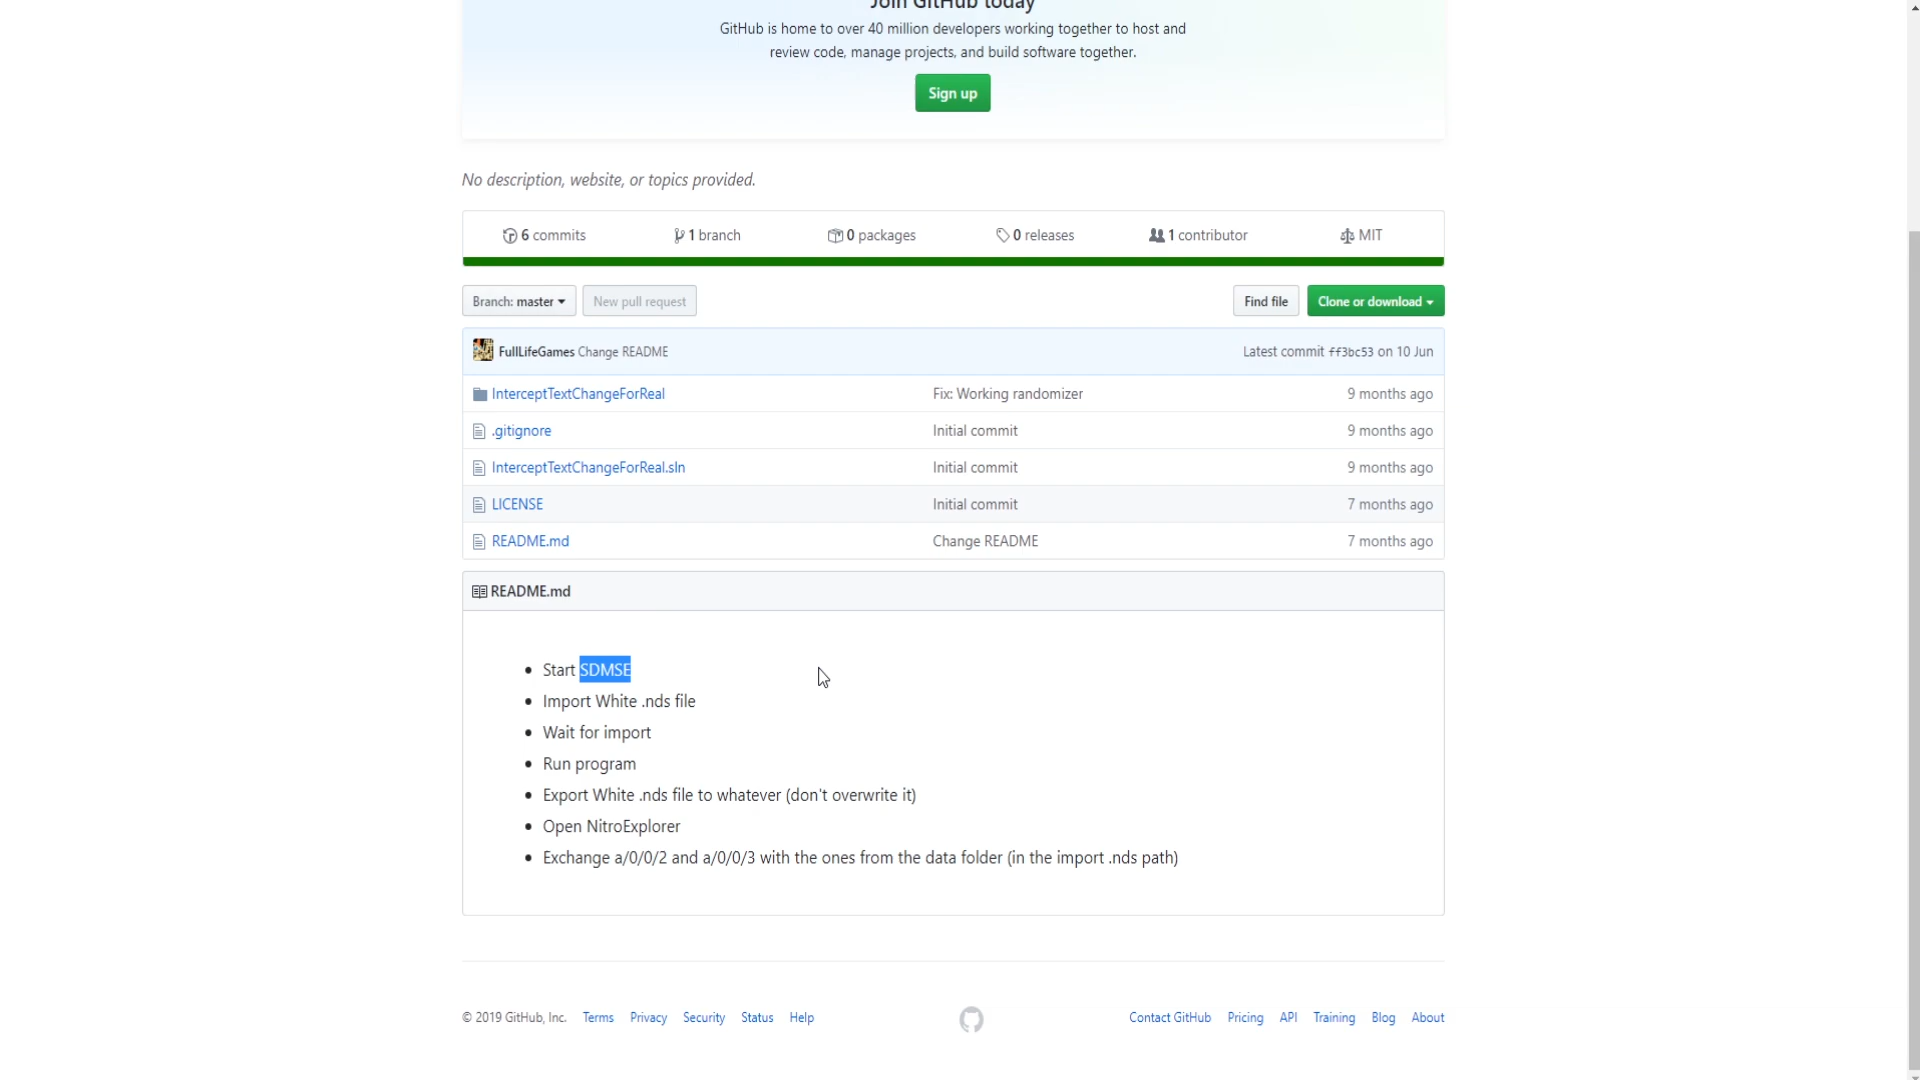 Join GitHub today
GitHub is home to over 40 million developers working together to host and
review code, manage projects, and build software together.
Sign up
No description, website, or topics provided.
6 commits 1 branch 0 packages 0 releases 1 contributor MIT
Branch: master New pull request Find file Clone or download
FullLifeGames Change README Latest commit ff3bc53 on 10 Jun
InterceptTextChangeForReal Fix: Working randomizer 9 months ago
.gitignore Initial commit 9 months ago
InterceptTextChangeForReal.sln Initial commit 9 months ago
LICENSE Initial commit 7 months ago
README.md Change README 7 months ago
README.md
• Start SDMSE
• Import White .nds file
• Wait for import
• Run program
• Export White .nds file to whatever (don't overwrite it)
• Open NitroExplorer
• Exchange a/0/0/2 and a/0/0/3 with the ones from the data folder (in the import .nds path)
© 2019 GitHub, Inc. Terms Privacy Security Status Help Contact GitHub Pricing API Training Blog About